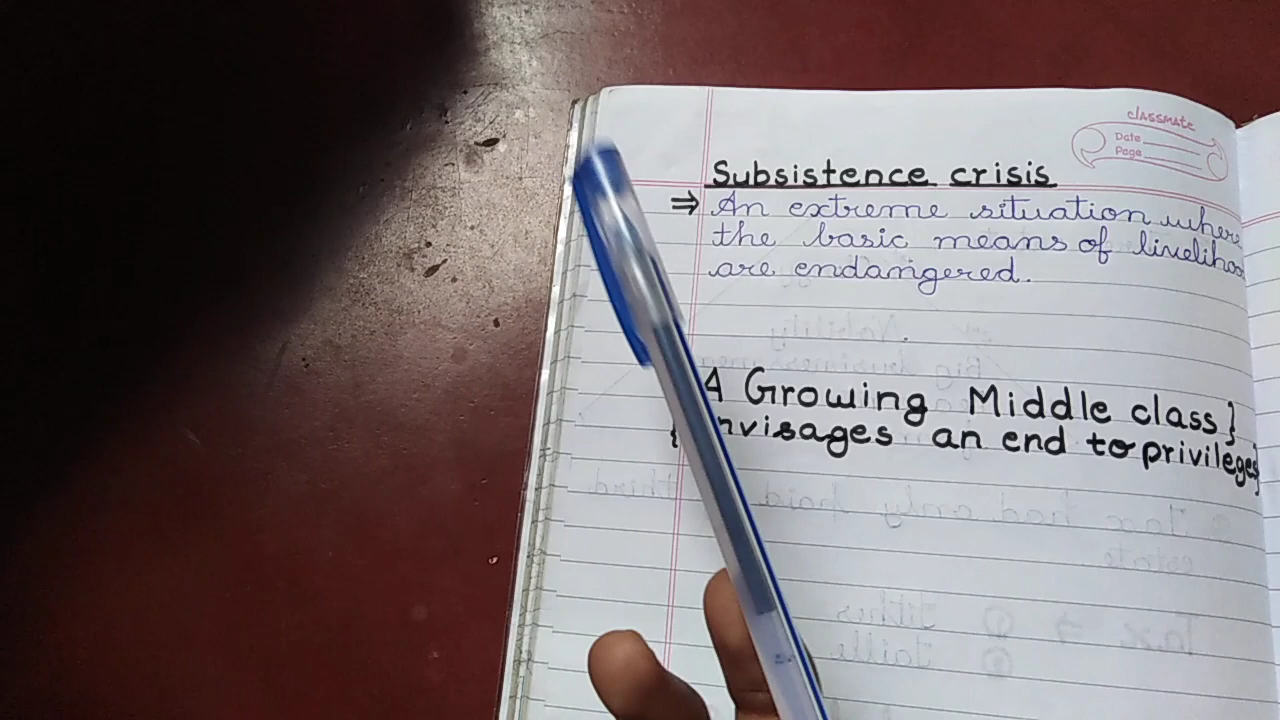 classmate
Date
Page
Subsistence crisis
⇒ An extreme situation where
the basic means of livelihoo
are endangered.
A Growing Middle class}
{ nvisages an end to privileges}